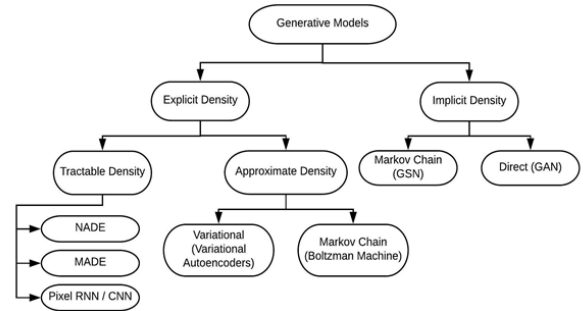 Generative Models
Explicit Density
Implicit Density
Tractable Density
Approximate Density
Markov Chain
(GSN)
Direct (GAN)
NADE
MADE
Pixel RNN / CNN
Variational
(Variational
Autoencoders)
Markov Chain
(Boltzman Machine)